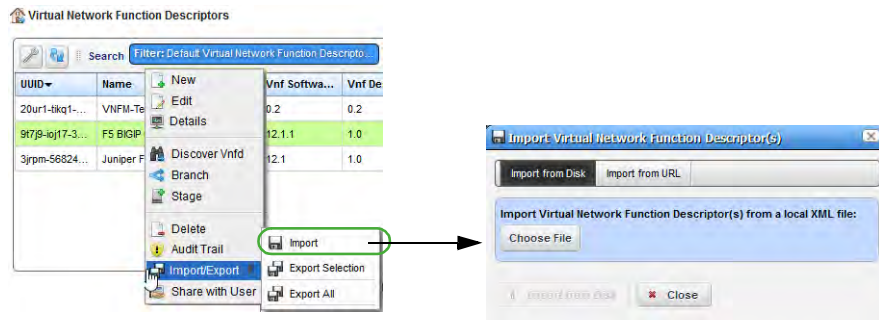 Virtual Network Function Descriptors
Search Filter: Default Virtual Network Function Descripto...
UUID Name Vnf Softwa... Vnf De
20ur1-tikq1-... VNFM-Te 0.2 0.2
9t7j9-ioj17-3... F5 BIGIP 12.1.1 1.0
3jrpm-56824... Juniper F 12.1 1.0
New
Edit
Details
Discover Vnfd
Branch
Stage
Delete
Audit Trail
Import/Export
Share with User
Import
Export Selection
Export All
Import Virtual Network Function Descriptor(s)
Import from Disk Import from URL
Import Virtual Network Function Descriptor(s) from a local XML file:
Choose File
Import from Disk Close